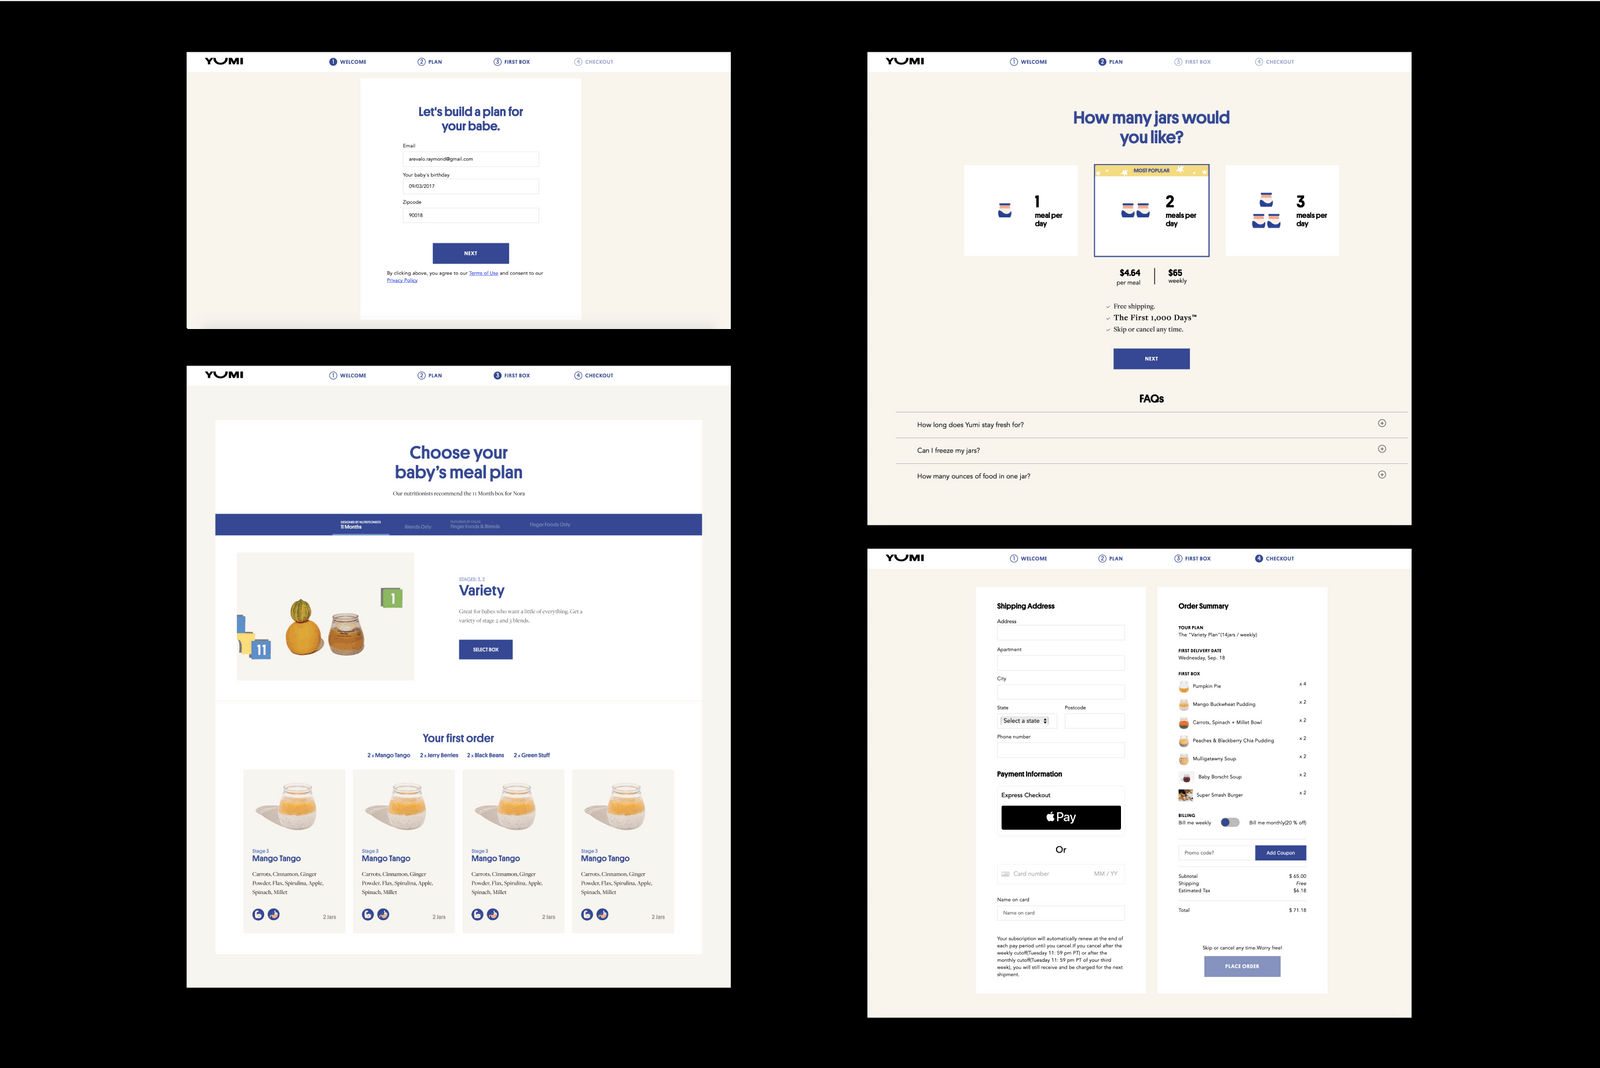 YUMI
1 WELCOME
2 PLAN
3 FIRST BOX
4 CHECKOUT
Let's build a plan for
your babe.
Email
arevalo.raymond@gmail.com
Your baby's birthday
09/03/2017
Zipcode
90018
NEXT
By clicking above, you agree to our Terms of Use and consent to our
Privacy Policy
YUMI
1 WELCOME
2 PLAN
3 FIRST BOX
4 CHECKOUT
How many jars would
you like?
1
meal per
day
MOST POPULAR
2
meals per
day
3
meals per
day
$4.64
per meal
$65
weekly
Free shipping.
The First 1,000 Days™
Skip or cancel any time.
NEXT
FAQs
How long does Yumi stay fresh for?
Can I freeze my jars?
How many ounces of food in one jar?
YUMI
1 WELCOME
2 PLAN
3 FIRST BOX
4 CHECKOUT
Choose your
baby's meal plan
Our nutritionists recommend the 11 Month box for Nora
DESIGNED BY NUTRITIONISTS
11 Months
Blends Only
Finger Foods & Blends
Finger Foods Only
1
11
STAGES: 2, 3
Variety
Great for babes who want a little of everything. Get a
variety of stage 2 and 3 blends.
SELECT BOX
Your first order
2 x Mango Tango
2 x Jerry Berries
2 x Black Beans
2 x Green Stuff
Stage 3
Mango Tango
Carrots, Cinnamon, Ginger
Powder, Flax, Spirulina, Apple,
Spinach, Millet
2 Jars
Stage 3
Mango Tango
Carrots, Cinnamon, Ginger
Powder, Flax, Spirulina, Apple,
Spinach, Millet
2 Jars
Stage 3
Mango Tango
Carrots, Cinnamon, Ginger
Powder, Flax, Spirulina, Apple,
Spinach, Millet
2 Jars
Stage 3
Mango Tango
Carrots, Cinnamon, Ginger
Powder, Flax, Spirulina, Apple,
Spinach, Millet
2 Jars
YUMI
1 WELCOME
2 PLAN
3 FIRST BOX
4 CHECKOUT
Shipping Address
Address
Apartment
City
State
Postcode
Select a state
Phone number
Payment Information
Express Checkout
Pay
Or
Card number
MM / YY
Name on card
Name on card
Your subscription will automatically renew at the end of
each pay period until you cancel.If you cancel after the
weekly cutoff(Tuesday 11: 59 pm PT) or after the
monthly cutoff(Tuesday 11: 59 pm PT of your third
week), you will still receive and be charged for the next
shipment.
Order Summary
YOUR PLAN
The "Variety Plan"(14jars / weekly)
FIRST DELIVERY DATE
Wednesday, Sep. 18
FIRST BOX
Pumpkin Pie x 4
Mango Buckwheat Pudding x 2
Carrots, Spinach + Millet Bowl x 2
Peaches & Blackberry Chia Pudding x 2
Mulligatawny Soup x 2
Baby Borscht Soup x 2
Super Smash Burger x 2
BILLING
Bill me weekly
Bill me monthly(20 % off)
Promo code?
Add Coupon
Subtotal $ 65.00
Shipping Free
Estimated Tax $6.18
Total $ 71.18
Skip or cancel any time.Worry free!
PLACE ORDER